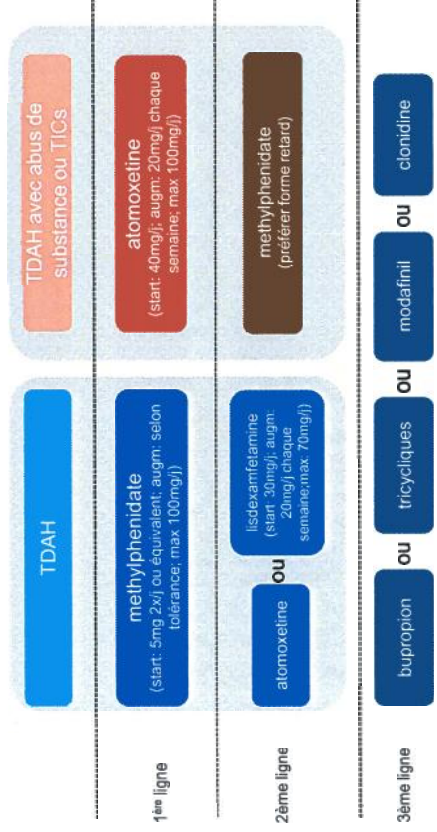 TDAH
TDAH avec abus de
substance ou TICs
1ère ligne
methylphenidate
(start: 5mg 2x/j ou équivalent; augm: selon
tolérance; max 100mg/j)
atomoxetine
(start: 40mg/j; augm: 20mg/j chaque
semaine; max 100mg/j)
2ème ligne
atomoxetine
ou
lisdexamfetamine
(start: 30mg/j; augm:
20mg/j chaque
semaine;max: 70mg/j)
methylphenidate
(préférer forme retard)
3ème ligne
bupropion
ou
tricycliques
ou
modafinil
ou
clonidine